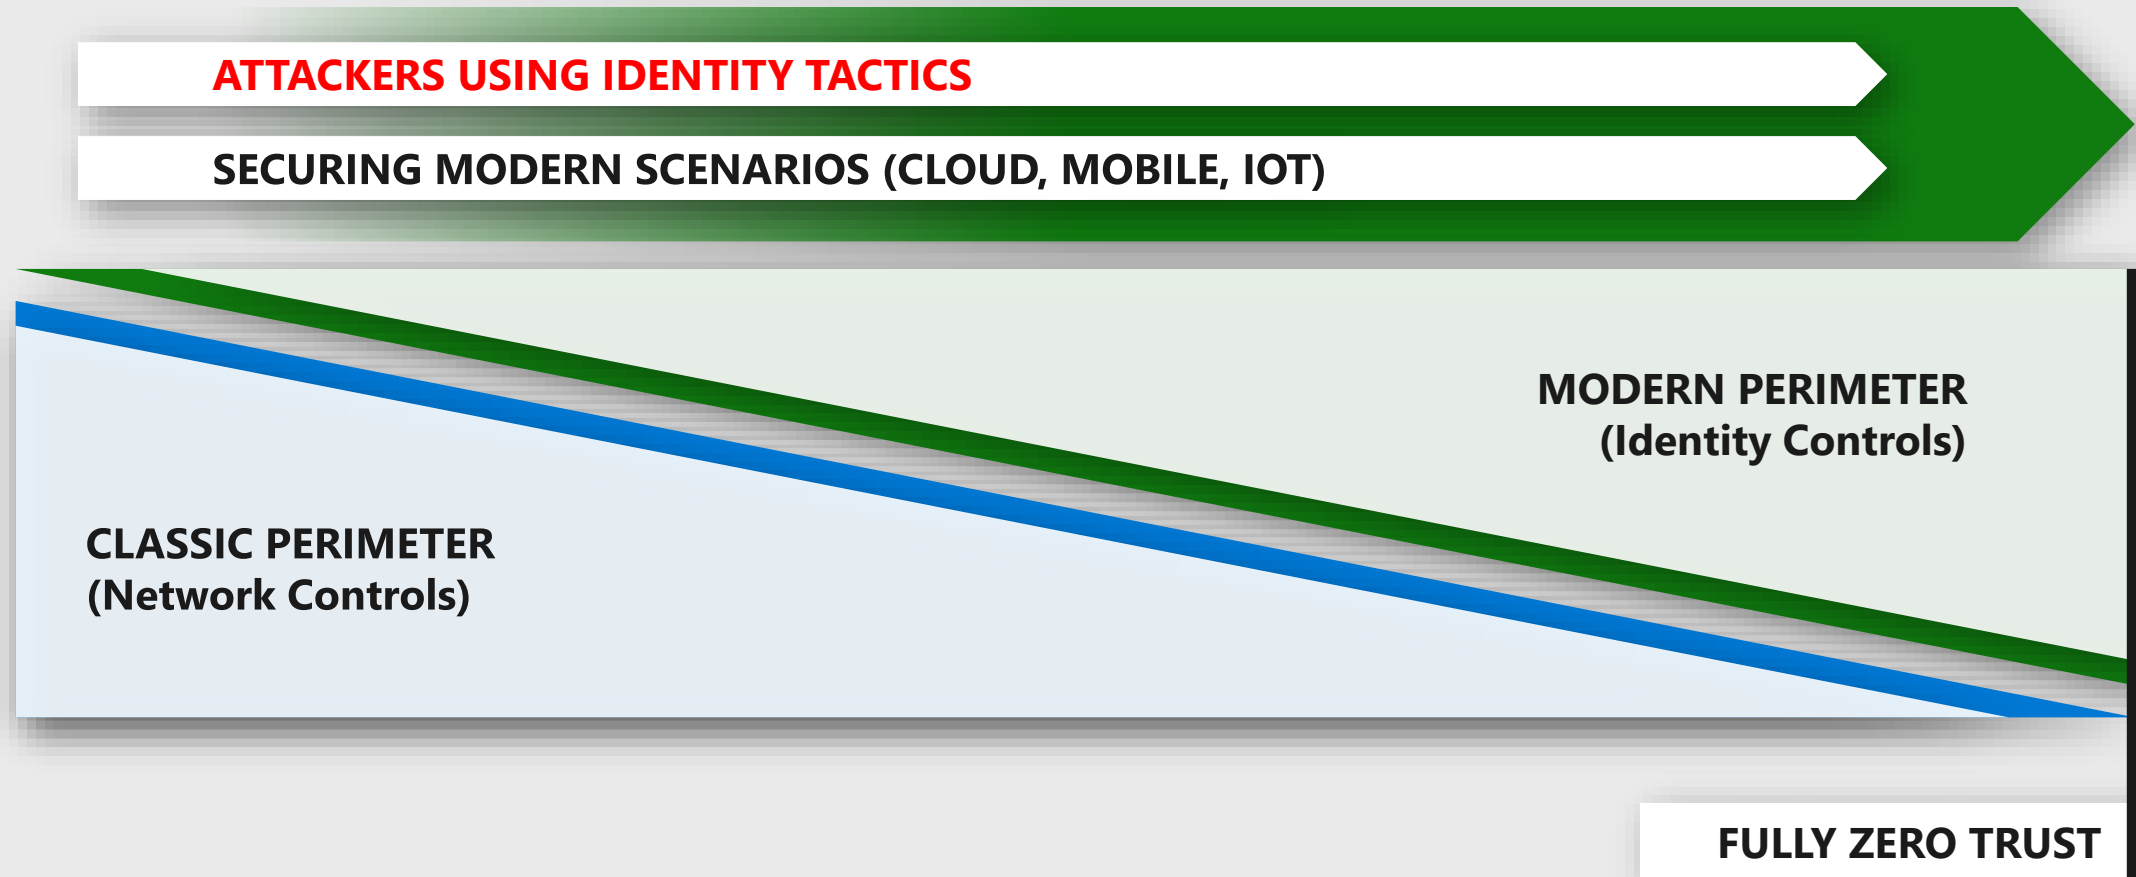 ATTACKERS USING IDENTITY TACTICS
SECURING MODERN SCENARIOS (CLOUD, MOBILE, IOT)
MODERN PERIMETER
(Identity Controls)
CLASSIC PERIMETER
(Network Controls)
FULLY ZERO TRUST